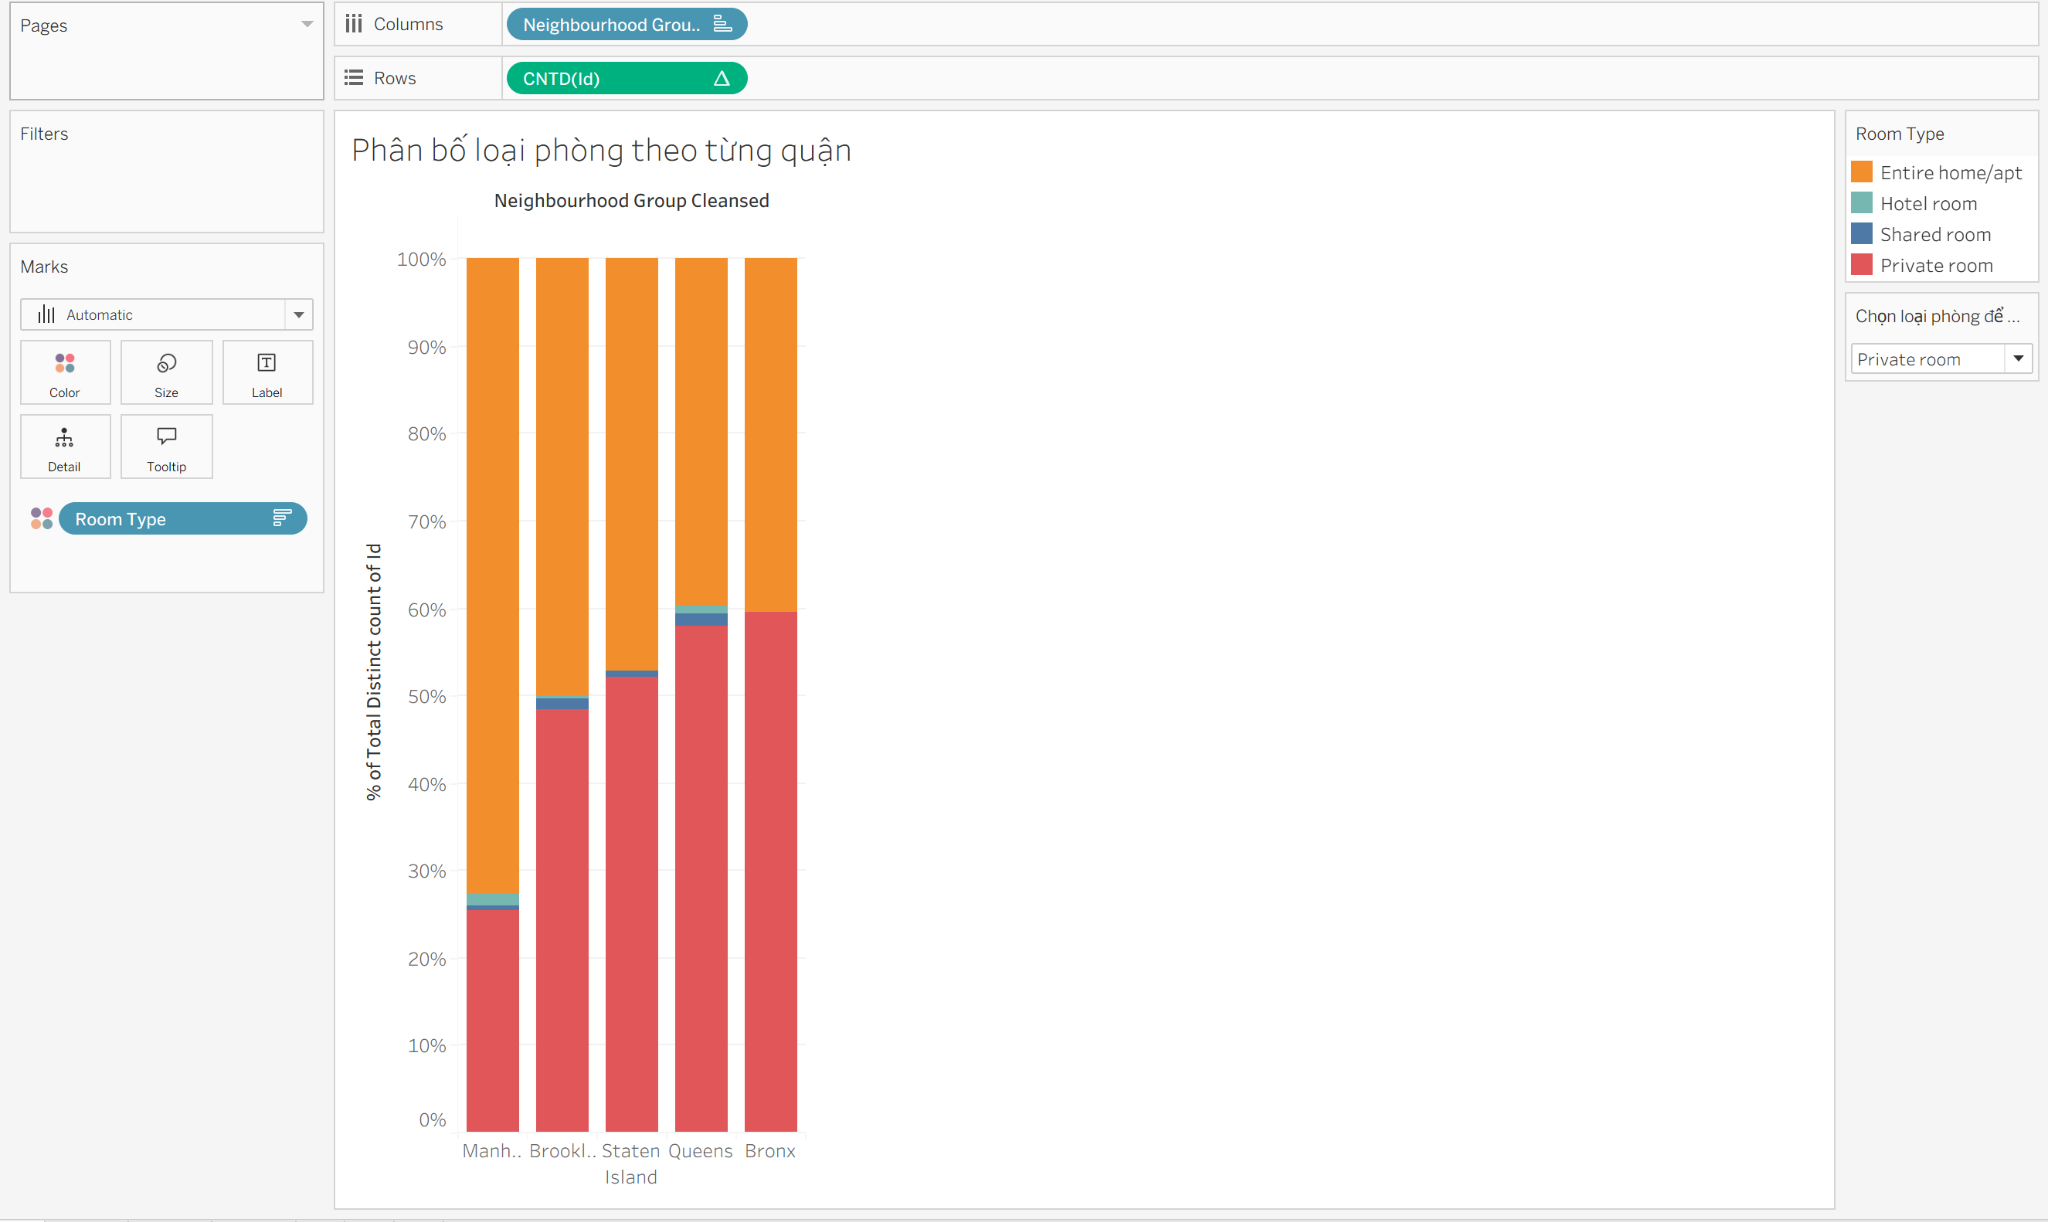 Pages
Columns
Neighbourhood Grou..
Rows
CNTD(Id)
Filters
Marks
Automatic
Color
Size
Label
Detail
Tooltip
Room Type
Phân bố loại phòng theo từng quận
Neighbourhood Group Cleansed
% of Total Distinct count of Id
100%
90%
80%
70%
60%
50%
40%
30%
20%
10%
0%
Manh.. Brookl.. Staten Queens Bronx
Island
Room Type
Entire home/apt
Hotel room
Shared room
Private room
Chọn loại phòng để ...
Private room